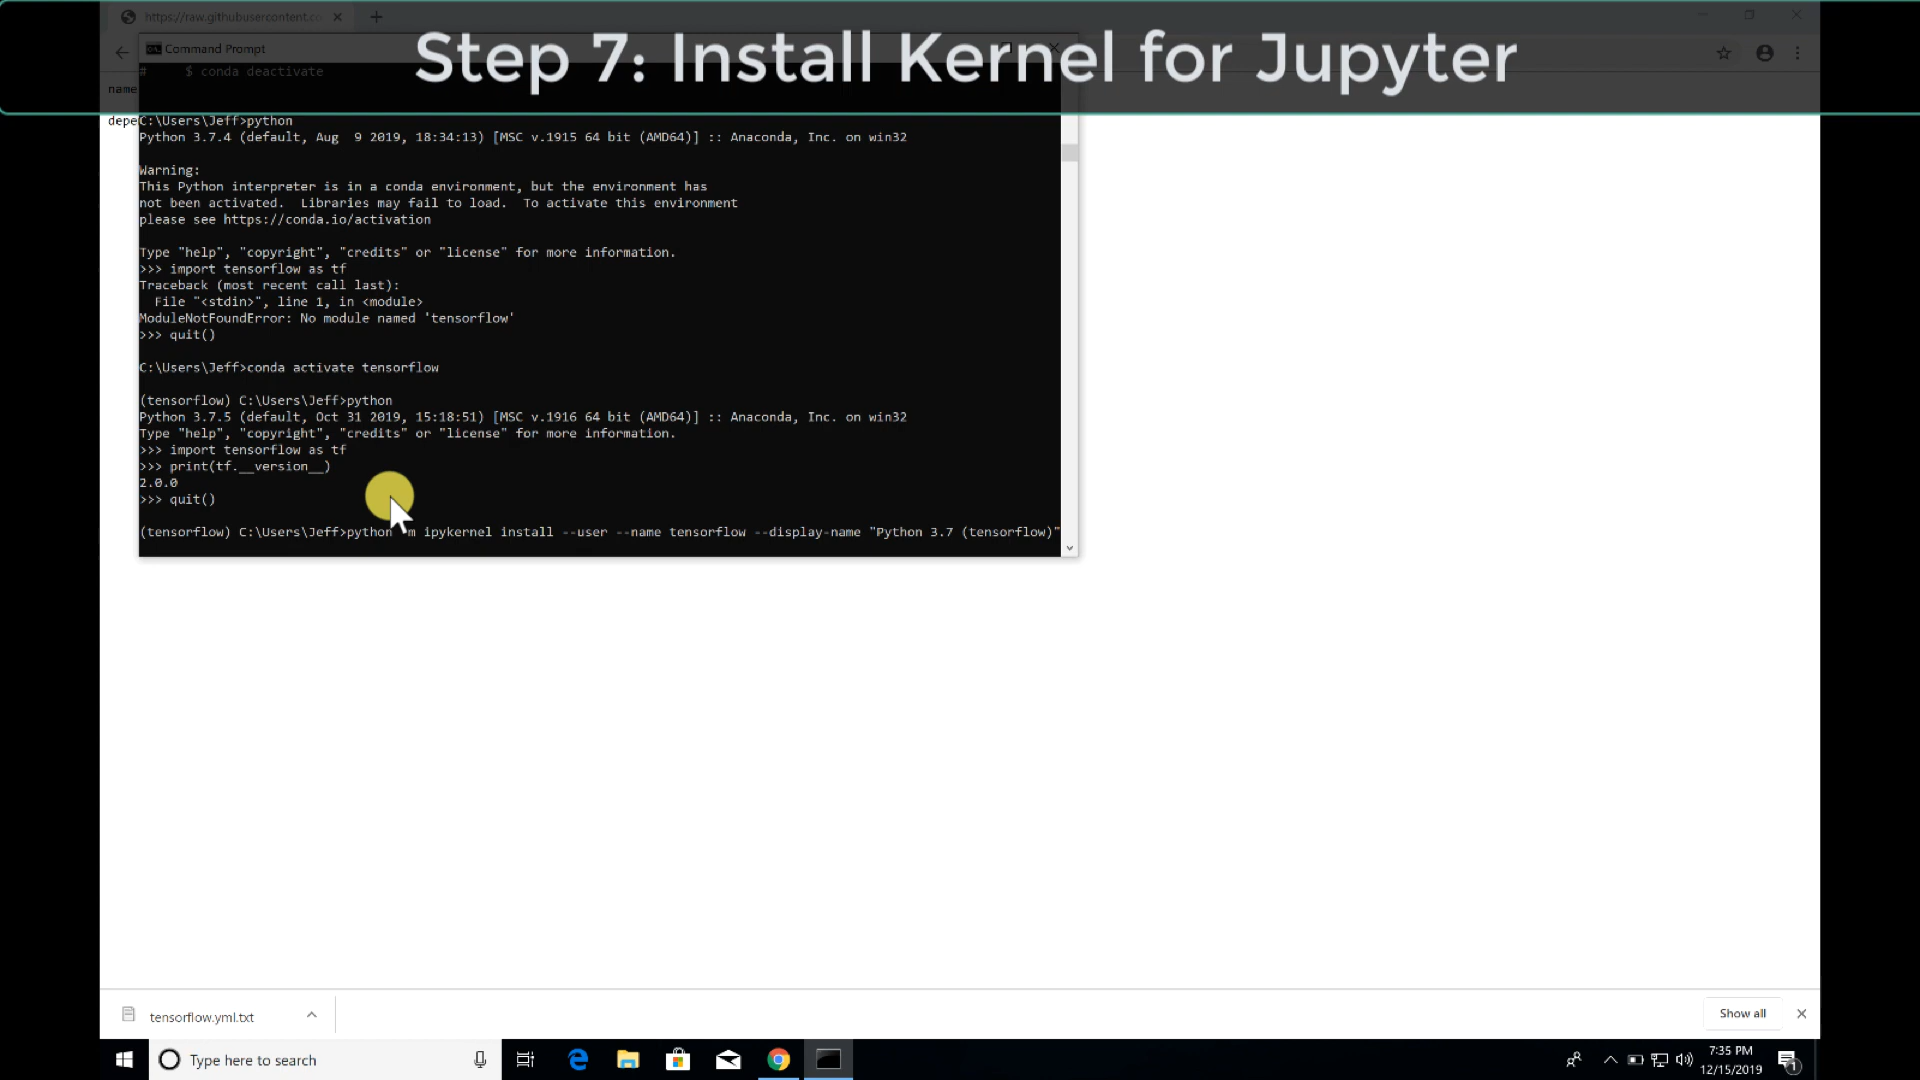 https://raw.githubusercontent.co
Step 7: Install Kernel for Jupyter
Command Prompt
# $ conda deactivate
name
depe
C:\Users\Jeff>python
Python 3.7.4 (default, Aug  9 2019, 18:34:13) [MSC v.1915 64 bit (AMD64)] :: Anaconda, Inc. on win32
Warning:
This Python interpreter is in a conda environment, but the environment has
not been activated.  Libraries may fail to load.  To activate this environment
please see https://conda.io/activation
Type "help", "copyright", "credits" or "license" for more information.
>>> import tensorflow as tf
Traceback (most recent call last):
  File "<stdin>", line 1, in <module>
ModuleNotFoundError: No module named 'tensorflow'
>>> quit()
C:\Users\Jeff>conda activate tensorflow
(tensorflow) C:\Users\Jeff>python
Python 3.7.5 (default, Oct 31 2019, 15:18:51) [MSC v.1916 64 bit (AMD64)] :: Anaconda, Inc. on win32
Type "help", "copyright", "credits" or "license" for more information.
>>> import tensorflow as tf
>>> print(tf.__version__)
2.0.0
>>> quit()
(tensorflow) C:\Users\Jeff>python -m ipykernel install --user --name tensorflow --display-name "Python 3.7 (tensorflow)"
tensorflow.yml.txt
Show all
Type here to search
7:35 PM
12/15/2019
1